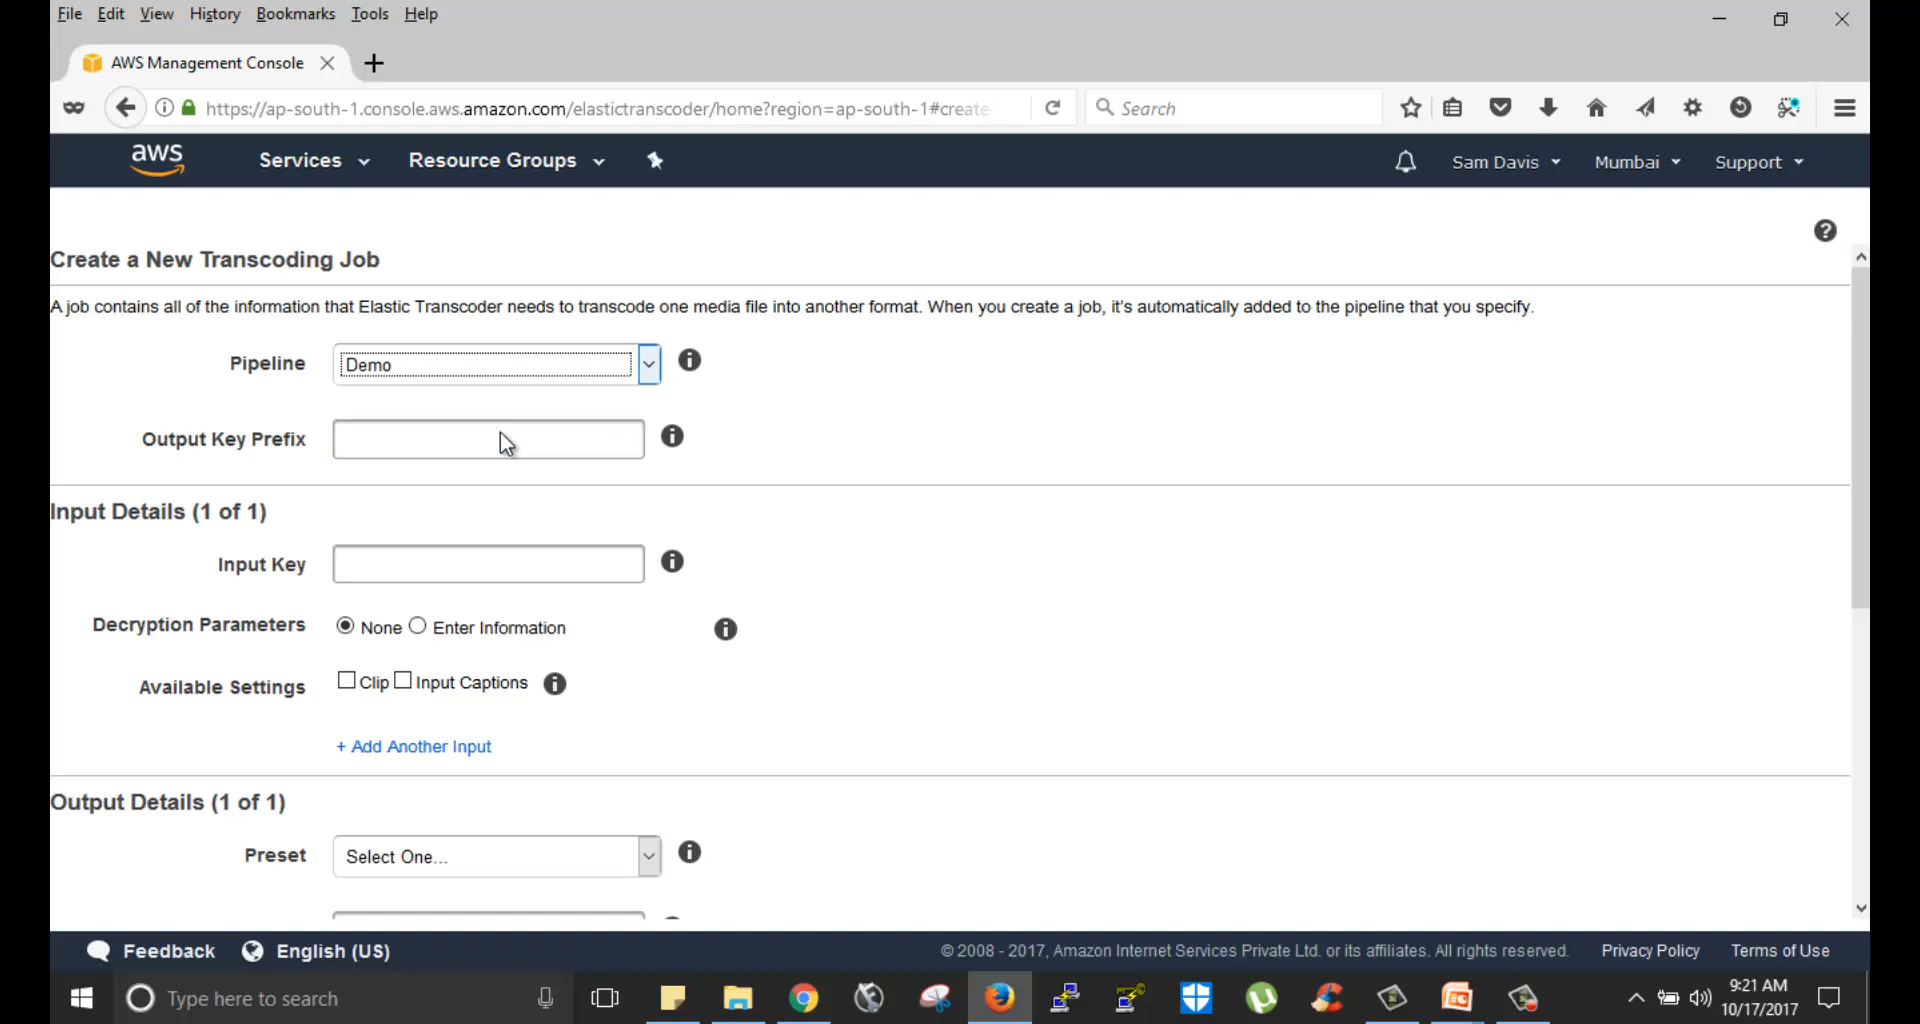 File Edit View History Bookmarks Tools Help
AWS Management Console
https://ap-south-1.console.aws.amazon.com/elastictranscoder/home?region=ap-south-1#create
Search
aws Services Resource Groups Sam Davis Mumbai Support
Create a New Transcoding Job
A job contains all of the information that Elastic Transcoder needs to transcode one media file into another format. When you create a job, it's automatically added to the pipeline that you specify.
Pipeline Demo
Output Key Prefix
Input Details (1 of 1)
Input Key
Decryption Parameters None Enter Information
Available Settings Clip Input Captions
+ Add Another Input
Output Details (1 of 1)
Preset Select One...
Feedback English (US) © 2008 - 2017, Amazon Internet Services Private Ltd. or its affiliates. All rights reserved. Privacy Policy Terms of Use
Type here to search
9:21 AM
10/17/2017